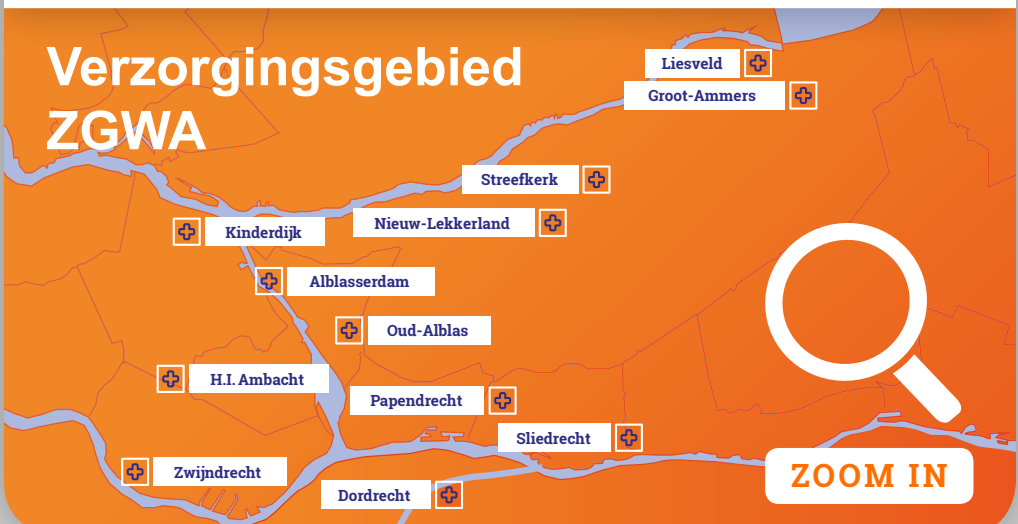 Verzorgingsgebied
ZGWA
Liesveld
Groot-Ammers
Streefkerk
Nieuw-Lekkerland
Kinderdijk
Alblasserdam
Oud-Alblas
H.I. Ambacht
Papendrecht
Sliedrecht
Zwijndrecht
Dordrecht
ZOOM IN